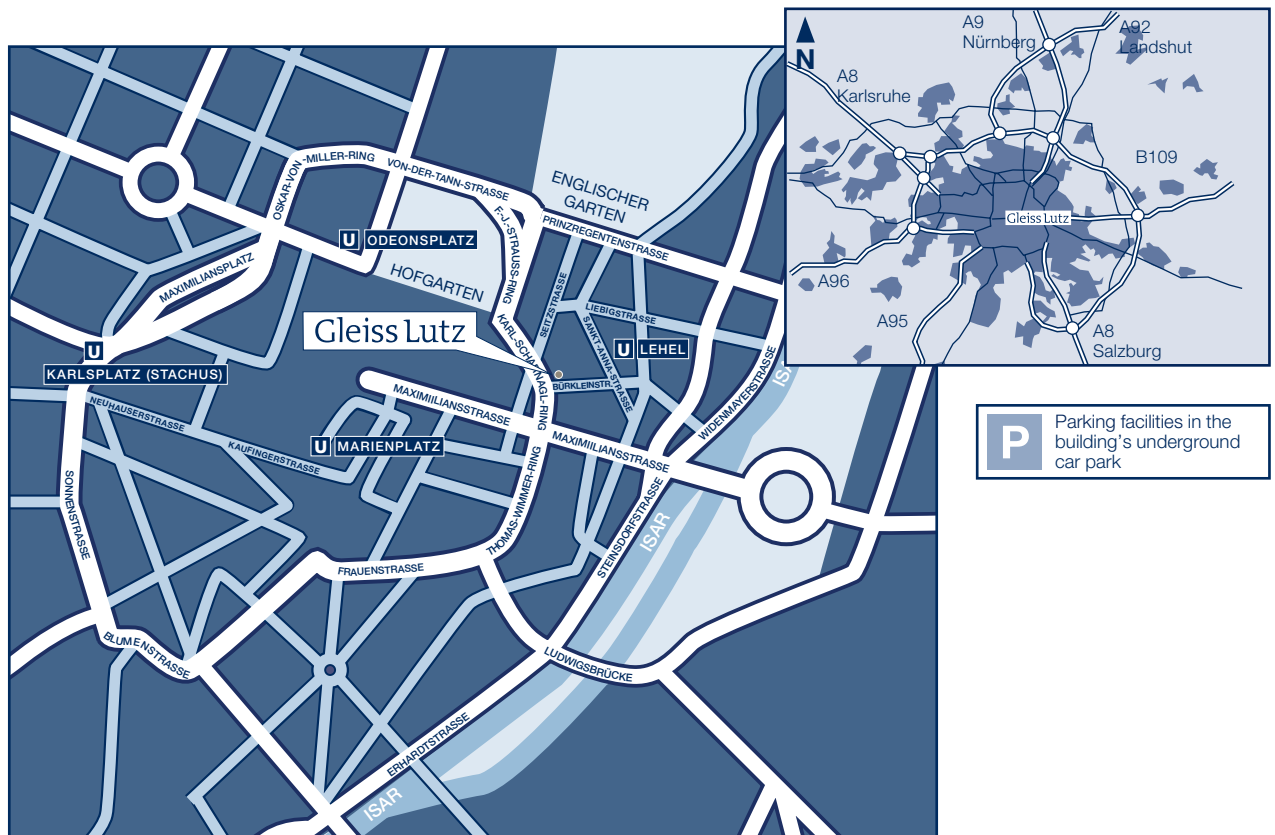 A9
Nürnberg
A92
Landshut
N
A8
Karlsruhe
B109
Gleiss Lutz
A96
A95
A8
Salzburg
OSKAR-VON-MILLER-RING
VON-DER-TANN-STRASSE
ENGLISCHER
GARTEN
PRINZREGENTENSTRASSE
F.-J.-STRAUSS-RING
U ODEONSPLATZ
HOFGARTEN
MAXIMILIANSPLATZ
SEITZSTRASSE
LIEBIGSTRASSE
SANKT-ANNA-STRASSE
KARL-SCHARNAGL-RING
Gleiss Lutz
U LEHEL
U
KARLSPLATZ (STACHUS)
BÜRKLEINSTR.
WIDENMAYERSTRASSE
ISA
NEUHAUSERSTRASSE
KAUFINGERSTRASSE
MAXIMIILIANSSTRASSE
MAXIMIILIANSSTRASSE
U MARIENPLATZ
P
Parking facilities in the
building's underground
car park
SONNENSTRASSE
THOMAS-WIMMER-RING
STEINSDORFSTRASSE
ISAR
FRAUENSTRASSE
BLUMENSTRASSE
LUDWIGSBRÜCKE
ERHARDTSTRASSE
ISAR